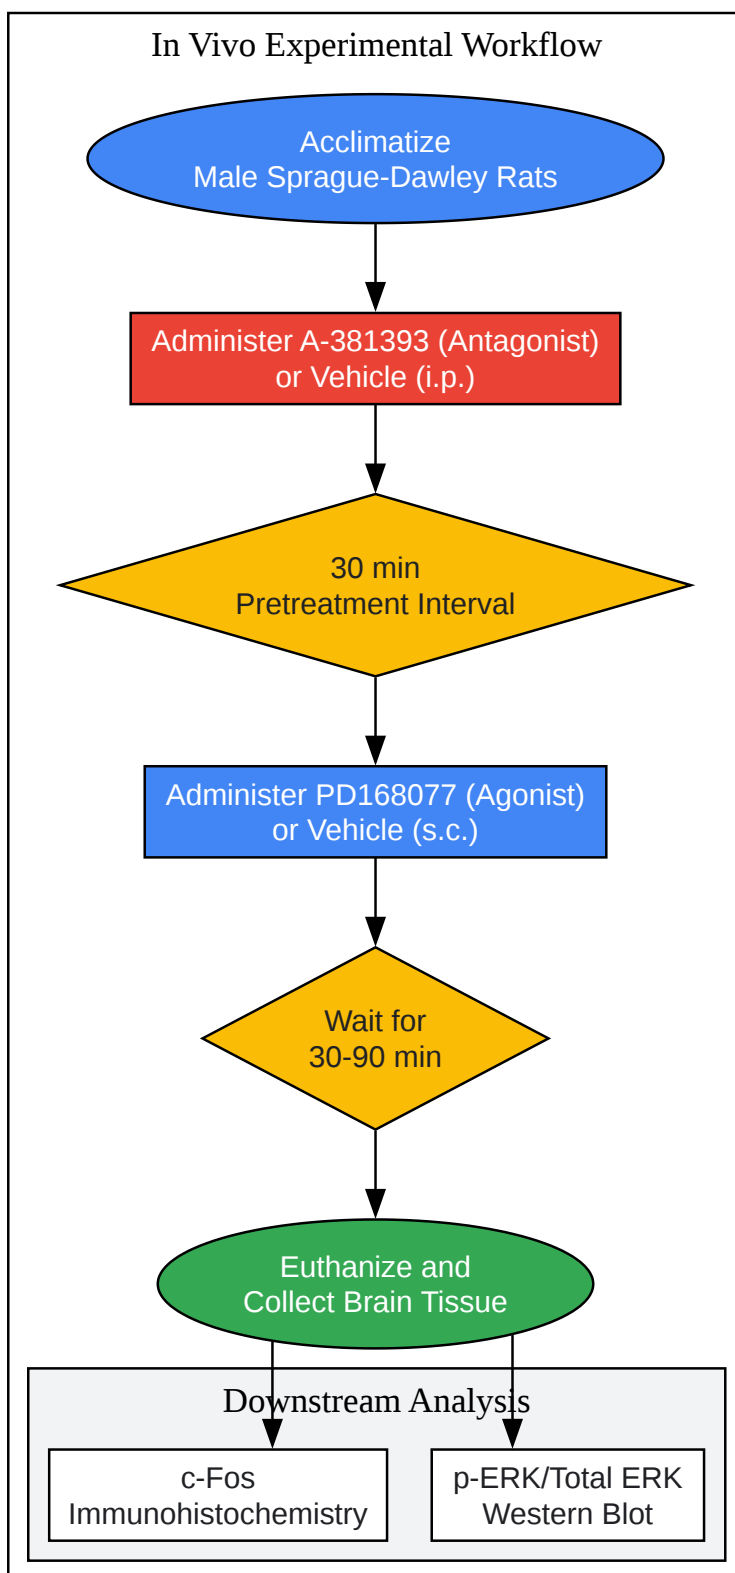 In Vivo Experimental Workflow
Acclimatize
Male Sprague-Dawley Rats
Administer A-381393 (Antagonist)
or Vehicle (i.p.)
30 min
Pretreatment Interval
Administer PD168077 (Agonist)
or Vehicle (s.c.)
Wait for
30-90 min
Euthanize and
Collect Brain Tissue
Downstream Analysis
c-Fos
Immunohistochemistry
p-ERK/Total ERK
Western Blot